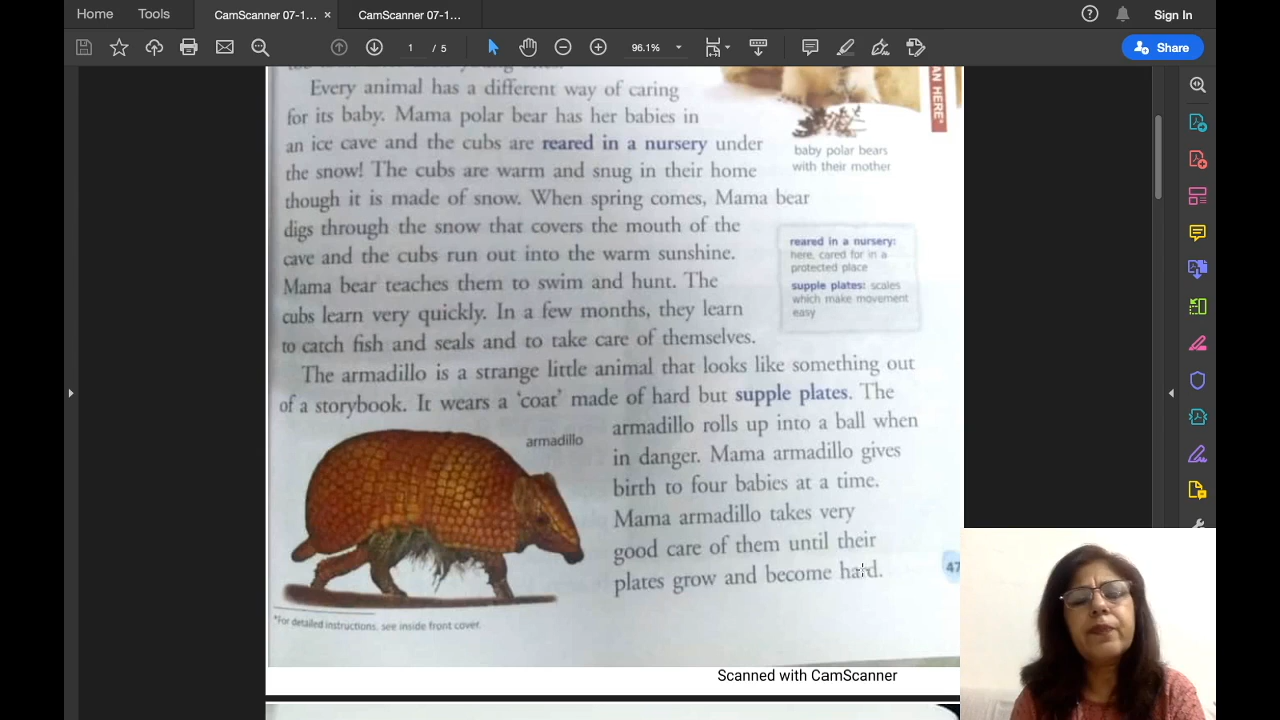 Home Tools CamScanner 07-1... × CamScanner 07-1... Sign In
1 / 5 96.1% Share
Every animal has a different way of caring
for its baby. Mama polar bear has her babies in
an ice cave and the cubs are reared in a nursery under
the snow! The cubs are warm and snug in their home
though it is made of snow. When spring comes, Mama bear
digs through the snow that covers the mouth of the
cave and the cubs run out into the warm sunshine.
Mama bear teaches them to swim and hunt. The
cubs learn very quickly. In a few months, they learn
to catch fish and seals and to take care of themselves.
AN HERE*
baby polar bears
with their mother
reared in a nursery:
here, cared for in a
protected place
supple plates: scales
which make movement
easy
The armadillo is a strange little animal that looks like something out
of a storybook. It wears a 'coat' made of hard but supple plates. The
armadillo rolls up into a ball when
in danger. Mama armadillo gives
birth to four babies at a time.
Mama armadillo takes very
good care of them until their
plates grow and become hard.
armadillo
47
*For detailed instructions, see inside front cover.
Scanned with CamScanner